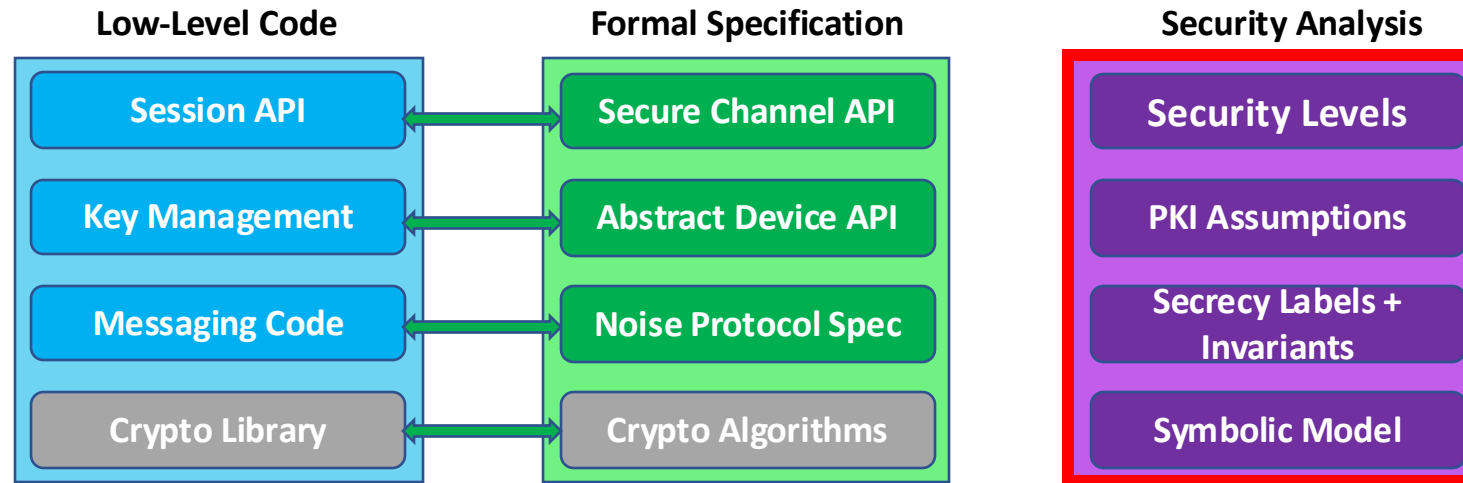 Low-Level Code
Formal Specification
Security Analysis
Session API
Secure Channel API
Security Levels
Key Management
Abstract Device API
PKI Assumptions
Messaging Code
Noise Protocol Spec
Secrecy Labels +
Invariants
Crypto Library
Crypto Algorithms
Symbolic Model